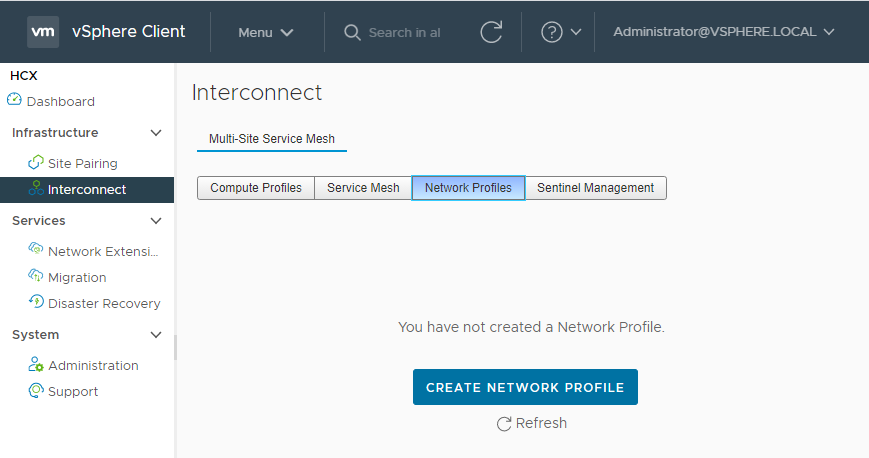 vm vSphere Client Menu Search in al ? Administrator@VSPHERE.LOCAL
HCX
Dashboard
Infrastructure
Site Pairing
Interconnect
Services
Network Extensi...
Migration
Disaster Recovery
System
Administration
Support
Interconnect
Multi-Site Service Mesh
Compute Profiles Service Mesh Network Profiles Sentinel Management
You have not created a Network Profile.
CREATE NETWORK PROFILE
Refresh